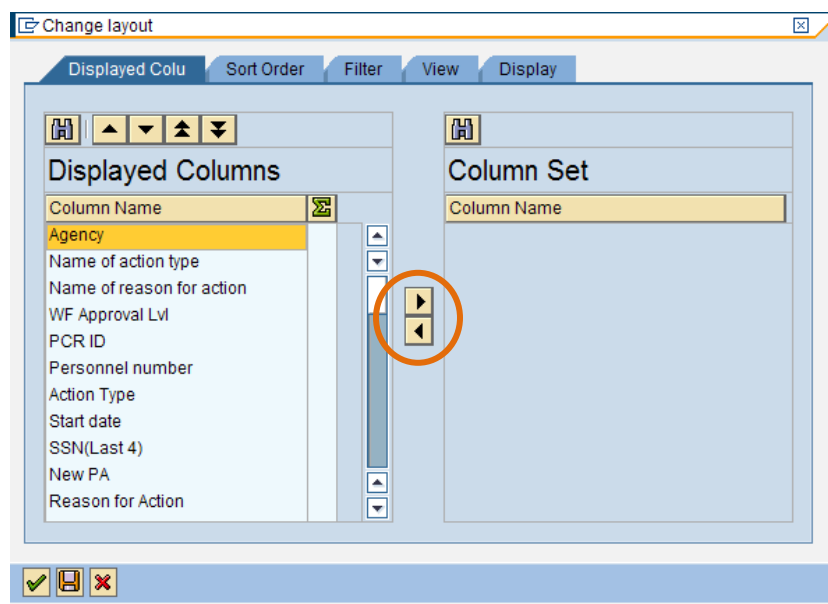 Change layout
Displayed Colu Sort Order Filter View Display
Displayed Columns
Column Name
Agency
Name of action type
Name of reason for action
WF Approval Lvl
PCR ID
Personnel number
Action Type
Start date
SSN(Last 4)
New PA
Reason for Action
Column Set
Column Name